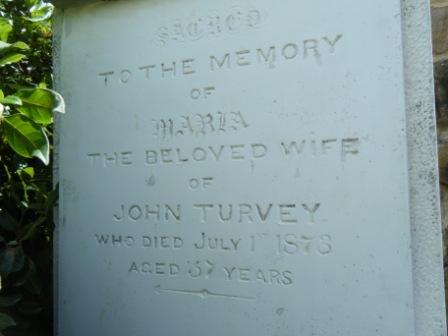 SACRED
TO THE MEMORY
OF
MARIA
THE BELOVED WIFE
OF
JOHN TURVEY
WHO DIED JULY 1ST 1878
AGED 37 YEARS